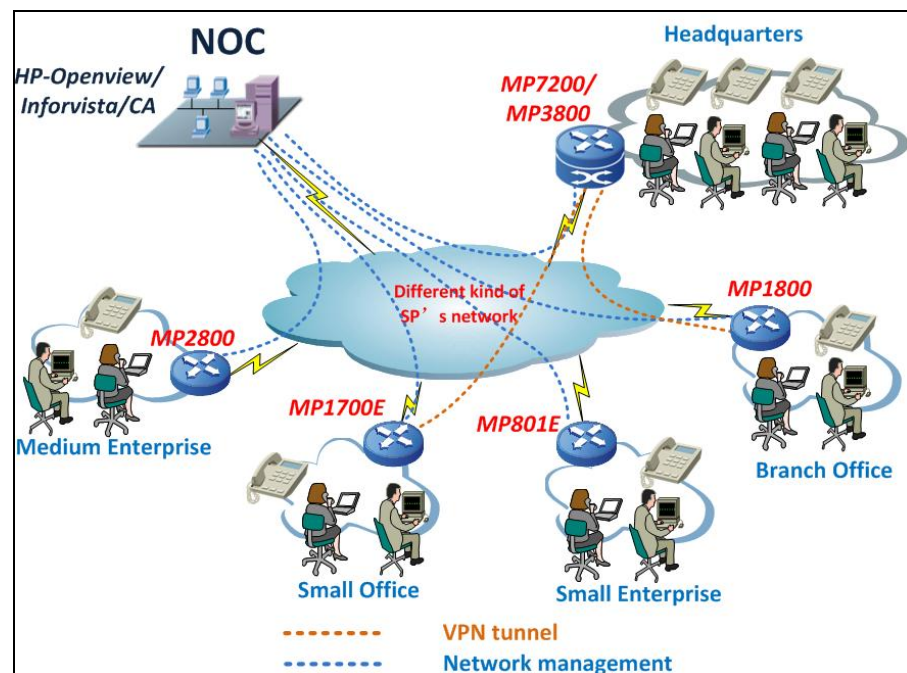 NOC
HP-Openview/
Inforvista/CA
Headquarters
MP7200/
MP3800
Different kind of
SP’s network
MP1800
MP2800
MP1700E
MP801E
Medium Enterprise
Branch Office
Small Office
Small Enterprise
VPN tunnel
Network management